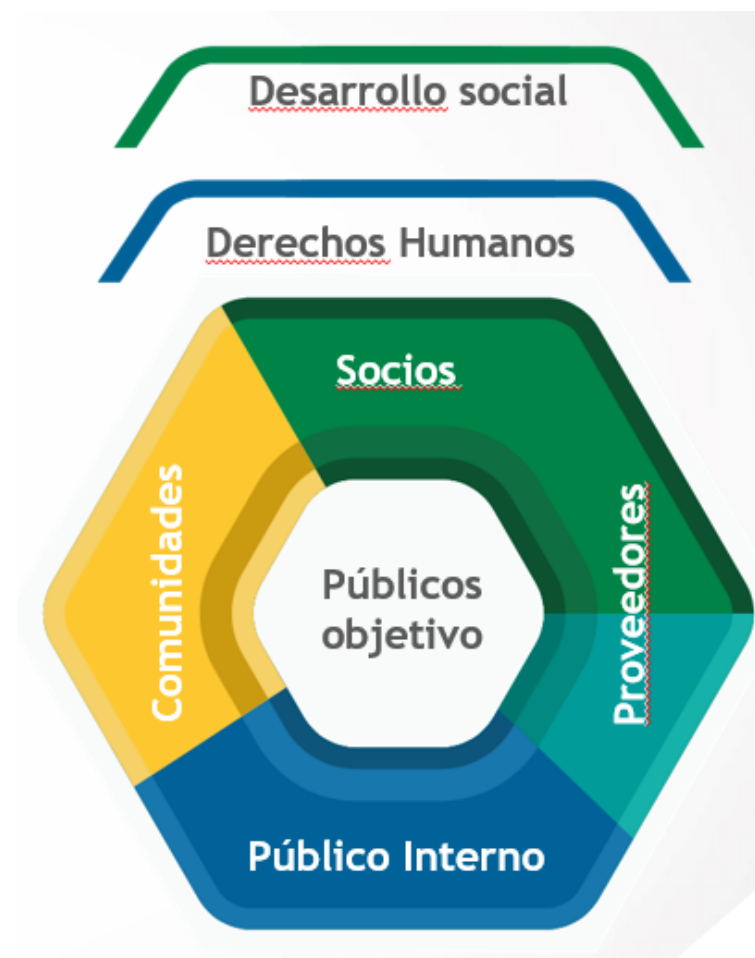 Desarrollo social
Derechos Humanos
Socios
Comunidades
Proveedores
Públicos
objetivo
Público Interno